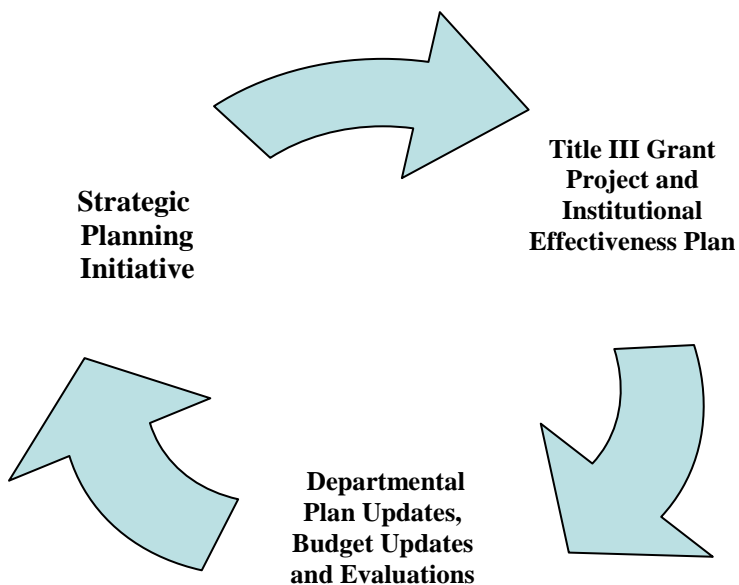 Strategic
Planning
Initiative
Title III Grant
Project and
Institutional
Effectiveness Plan
Departmental
Plan Updates,
Budget Updates
and Evaluations